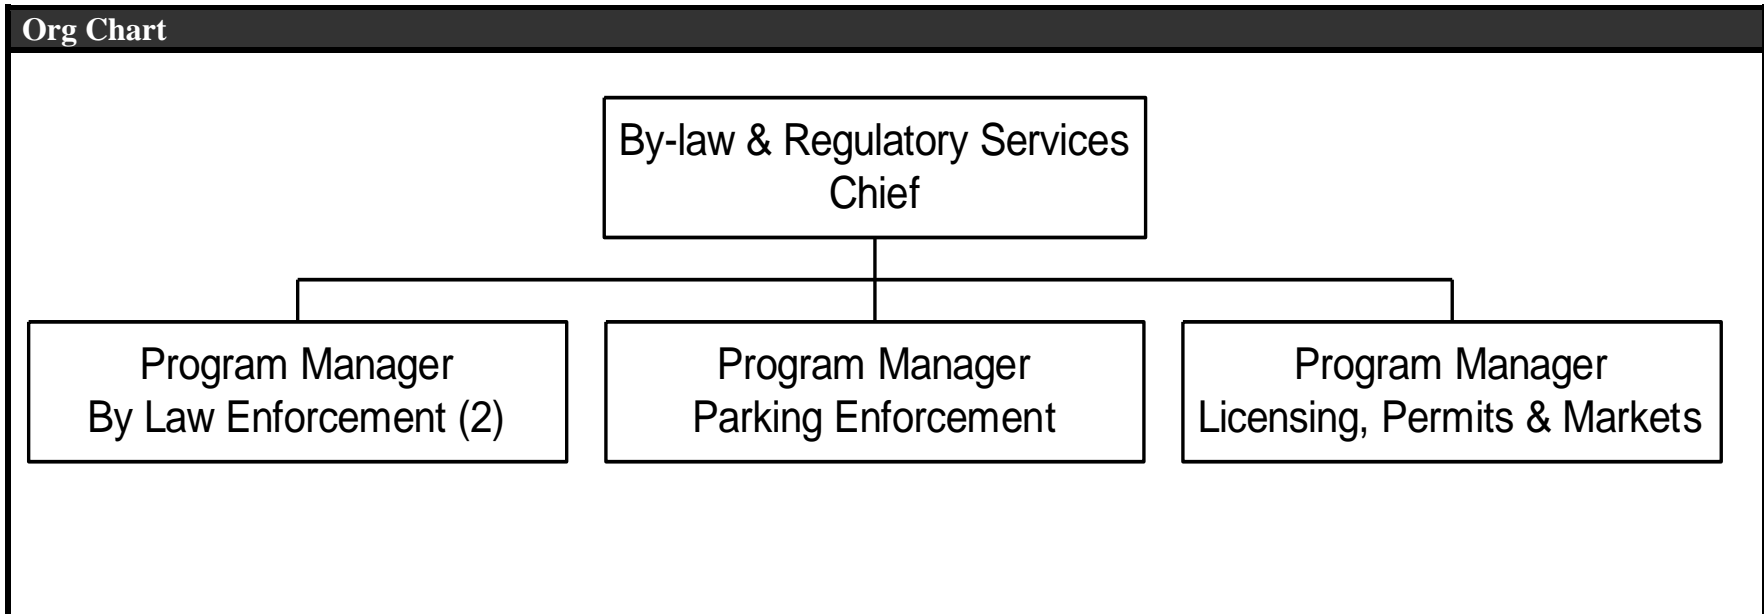 Org Chart
By-law & Regulatory Services
Chief
Program Manager
By Law Enforcement (2)
Program Manager
Parking Enforcement
Program Manager
Licensing, Permits & Markets